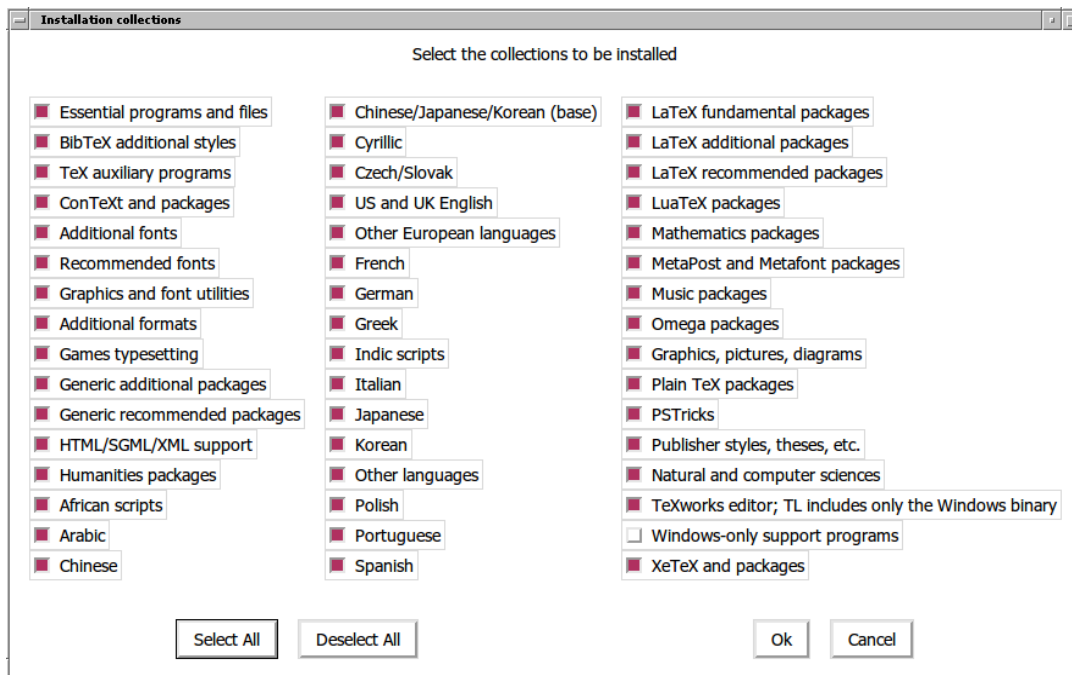 Installation collections
Select the collections to be installed
Essential programs and files
BibTeX additional styles
TeX auxiliary programs
ConTeXt and packages
Additional fonts
Recommended fonts
Graphics and font utilities
Additional formats
Games typesetting
Generic additional packages
Generic recommended packages
HTML/SGML/XML support
Humanities packages
African scripts
Arabic
Chinese
Chinese/Japanese/Korean (base)
Cyrillic
Czech/Slovak
US and UK English
Other European languages
French
German
Greek
Indic scripts
Italian
Japanese
Korean
Other languages
Polish
Portuguese
Spanish
LaTeX fundamental packages
LaTeX additional packages
LaTeX recommended packages
LuaTeX packages
Mathematics packages
MetaPost and Metafont packages
Music packages
Omega packages
Graphics, pictures, diagrams
Plain TeX packages
PSTricks
Publisher styles, theses, etc.
Natural and computer sciences
TeXworks editor; TL includes only the Windows binary
Windows-only support programs
XeTeX and packages
Select All
Deselect All
Ok
Cancel